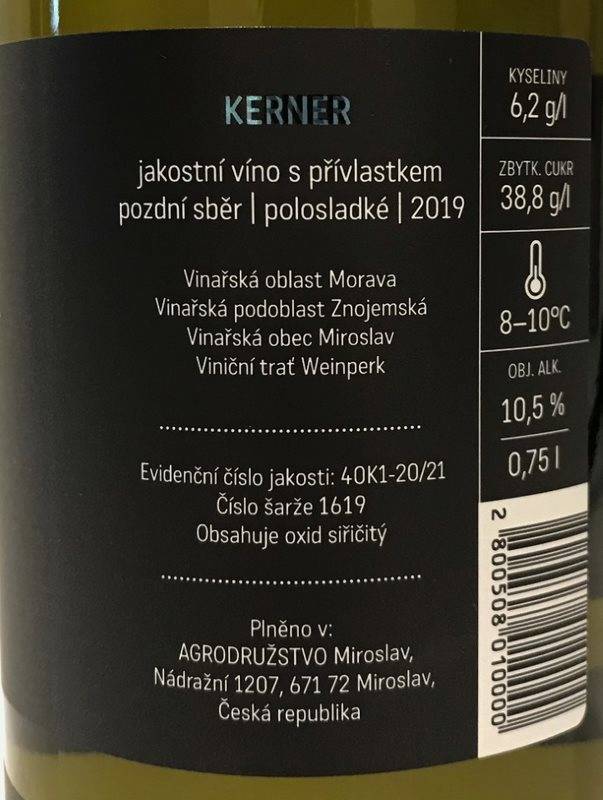 KERNER
jakostní víno s přívlastkem
pozdní sběr | polosladké | 2019
Vinařská oblast Morava
Vinařská podoblast Znojemská
Vinařská obec Miroslav
Viniční trať Weinperk
Evidenční číslo jakosti: 40K1-20/21
Číslo šarže 1619
Obsahuje oxid siřičitý
Plněno v:
AGRODRUŽSTVO Miroslav,
Nádražní 1207, 671 72 Miroslav,
Česká republika
KYSELINY
6,2 g/l
ZBYTK. CUKR
38,8 g/l
8–10°C
OBJ. ALK.
10,5 %
0,75 l
2 800508 010000